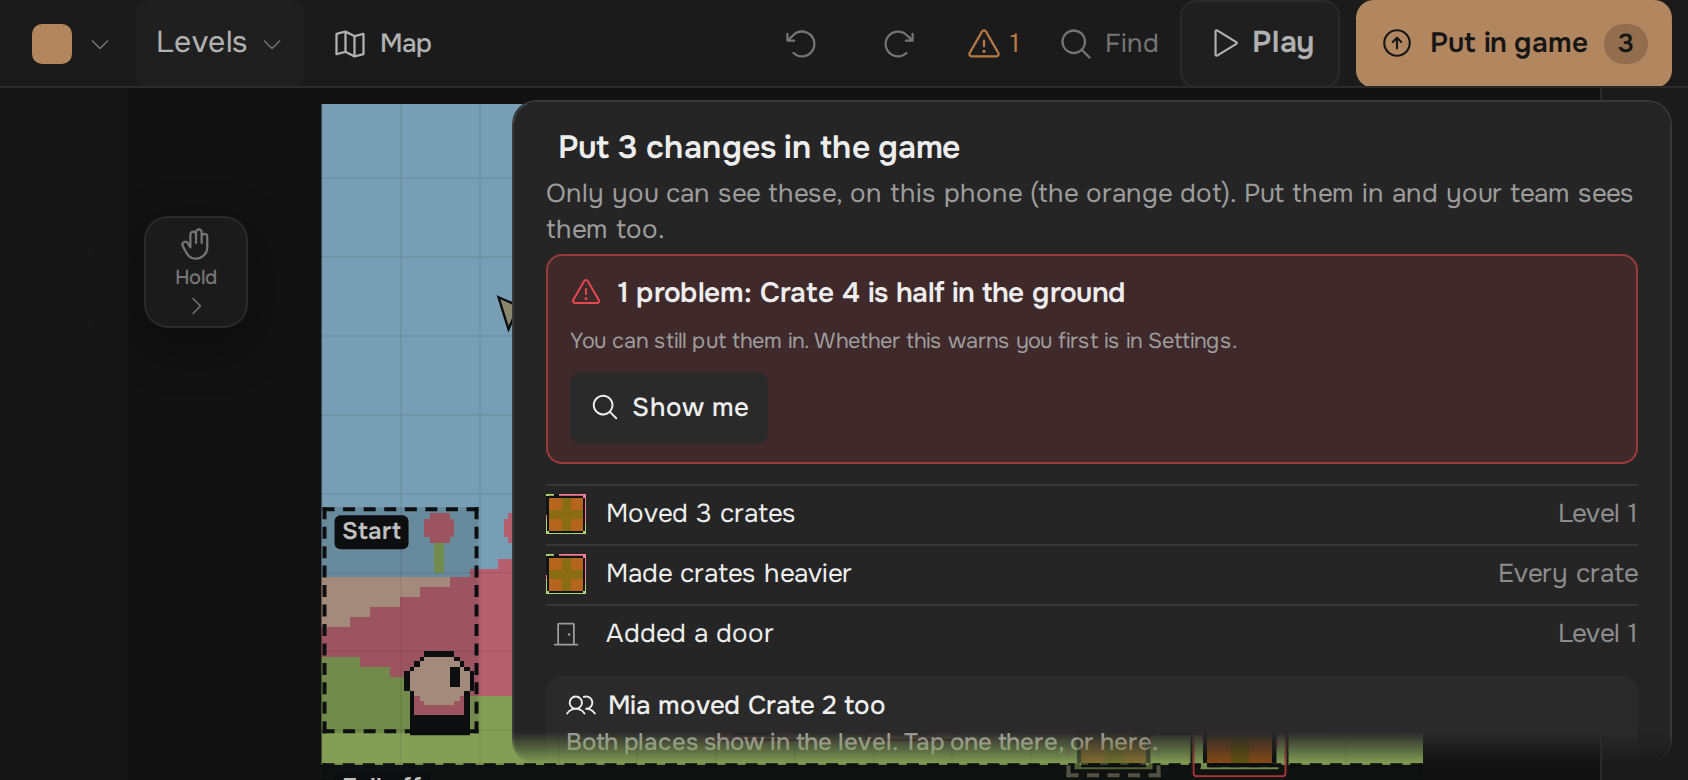 Levels
Map
1
Find
Play
Put in game 3
Put 3 changes in the game
Only you can see these, on this phone (the orange dot). Put them in and your team sees
them too.
Hold
1 problem: Crate 4 is half in the ground
You can still put them in. Whether this warns you first is in Settings.
Show me
Moved 3 crates Level 1
Start
Made crates heavier Every crate
Added a door Level 1
Mia moved Crate 2 too
Both places show in the level. Tap one there, or here.